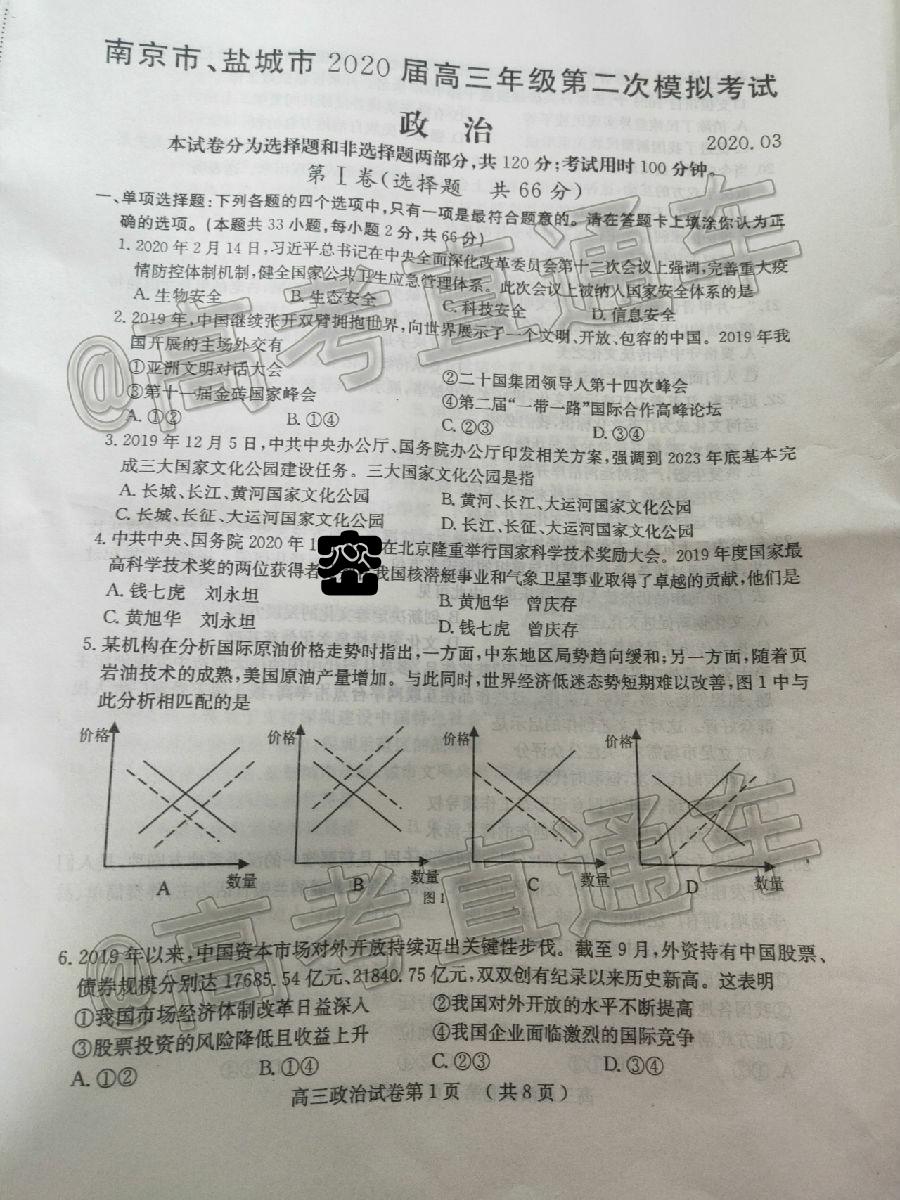 南京市、盐城市 2020 届高三年级第二次模拟考试
政 治
2020.03
本试卷分为选择题和非选择题两部分,共 120 分;考试用时 100 分钟。
第Ⅰ卷(选择题 共 66 分)
一、单项选择题:下列各题的四个选项中,只有一项是最符合题意的。请在答题卡上填涂你认为正
确的选项。(本题共 33 小题,每小题 2 分,共 66 分)
1. 2020 年 2 月 14 日,习近平总书记在中央全面深化改革委员会第十二次会议上强调,完善重大疫
情防控体制机制,健全国家公共卫生应急管理体系。此次会议上被纳入国家安全体系的是
A. 生物安全 B. 生态安全 C. 科技安全 D. 信息安全
2. 2019 年,中国继续张开双臂拥抱世界,向世界展示了一个文明、开放、包容的中国。2019 年我
国开展的主场外交有
①亚洲文明对话大会 ②二十国集团领导人第十四次峰会
③第十一届金砖国家峰会 ④第二届“一带一路”国际合作高峰论坛
A. ①② B. ①④ C. ②③ D. ③④
3. 2019 年 12 月 5 日,中共中央办公厅、国务院办公厅印发相关方案,强调到 2023 年底基本完
成三大国家文化公园建设任务。三大国家文化公园是指
A. 长城、长江、黄河国家文化公园 B. 黄河、长江、大运河国家文化公园
C. 长城、长征、大运河国家文化公园 D. 长江、长征、大运河国家文化公园
4. 中共中央、国务院 2020 年 1 在北京隆重举行国家科学技术奖励大会。2019 年度国家最
高科学技术奖的两位获得者 我国核潜艇事业和气象卫星事业取得了卓越的贡献,他们是
A. 钱七虎 刘永坦 B. 黄旭华 曾庆存
C. 黄旭华 刘永坦 D. 钱七虎 曾庆存
5. 某机构在分析国际原油价格走势时指出,一方面,中东地区局势趋向缓和;另一方面,随着页
岩油技术的成熟,美国原油产量增加。与此同时,世界经济低迷态势短期难以改善,图 1 中与
此分析相匹配的是
价格 价格 价格 价格
数量 数量 数量 数量
A B C D
图 1
6. 2019 年以来,中国资本市场对外开放持续迈出关键性步伐。截至 9 月,外资持有中国股票、
债券规模分别达 17685.54 亿元、21840.75 亿元,双双创有纪录以来历史新高。这表明
①我国市场经济体制改革日益深入 ②我国对外开放的水平不断提高
③股票投资的风险降低且收益上升 ④我国企业面临激烈的国际竞争
A. ①② B. ①④ C. ②③ D. ③④
高三政治试卷第 1 页 (共 8 页)
@高考直通车
@高考直通车